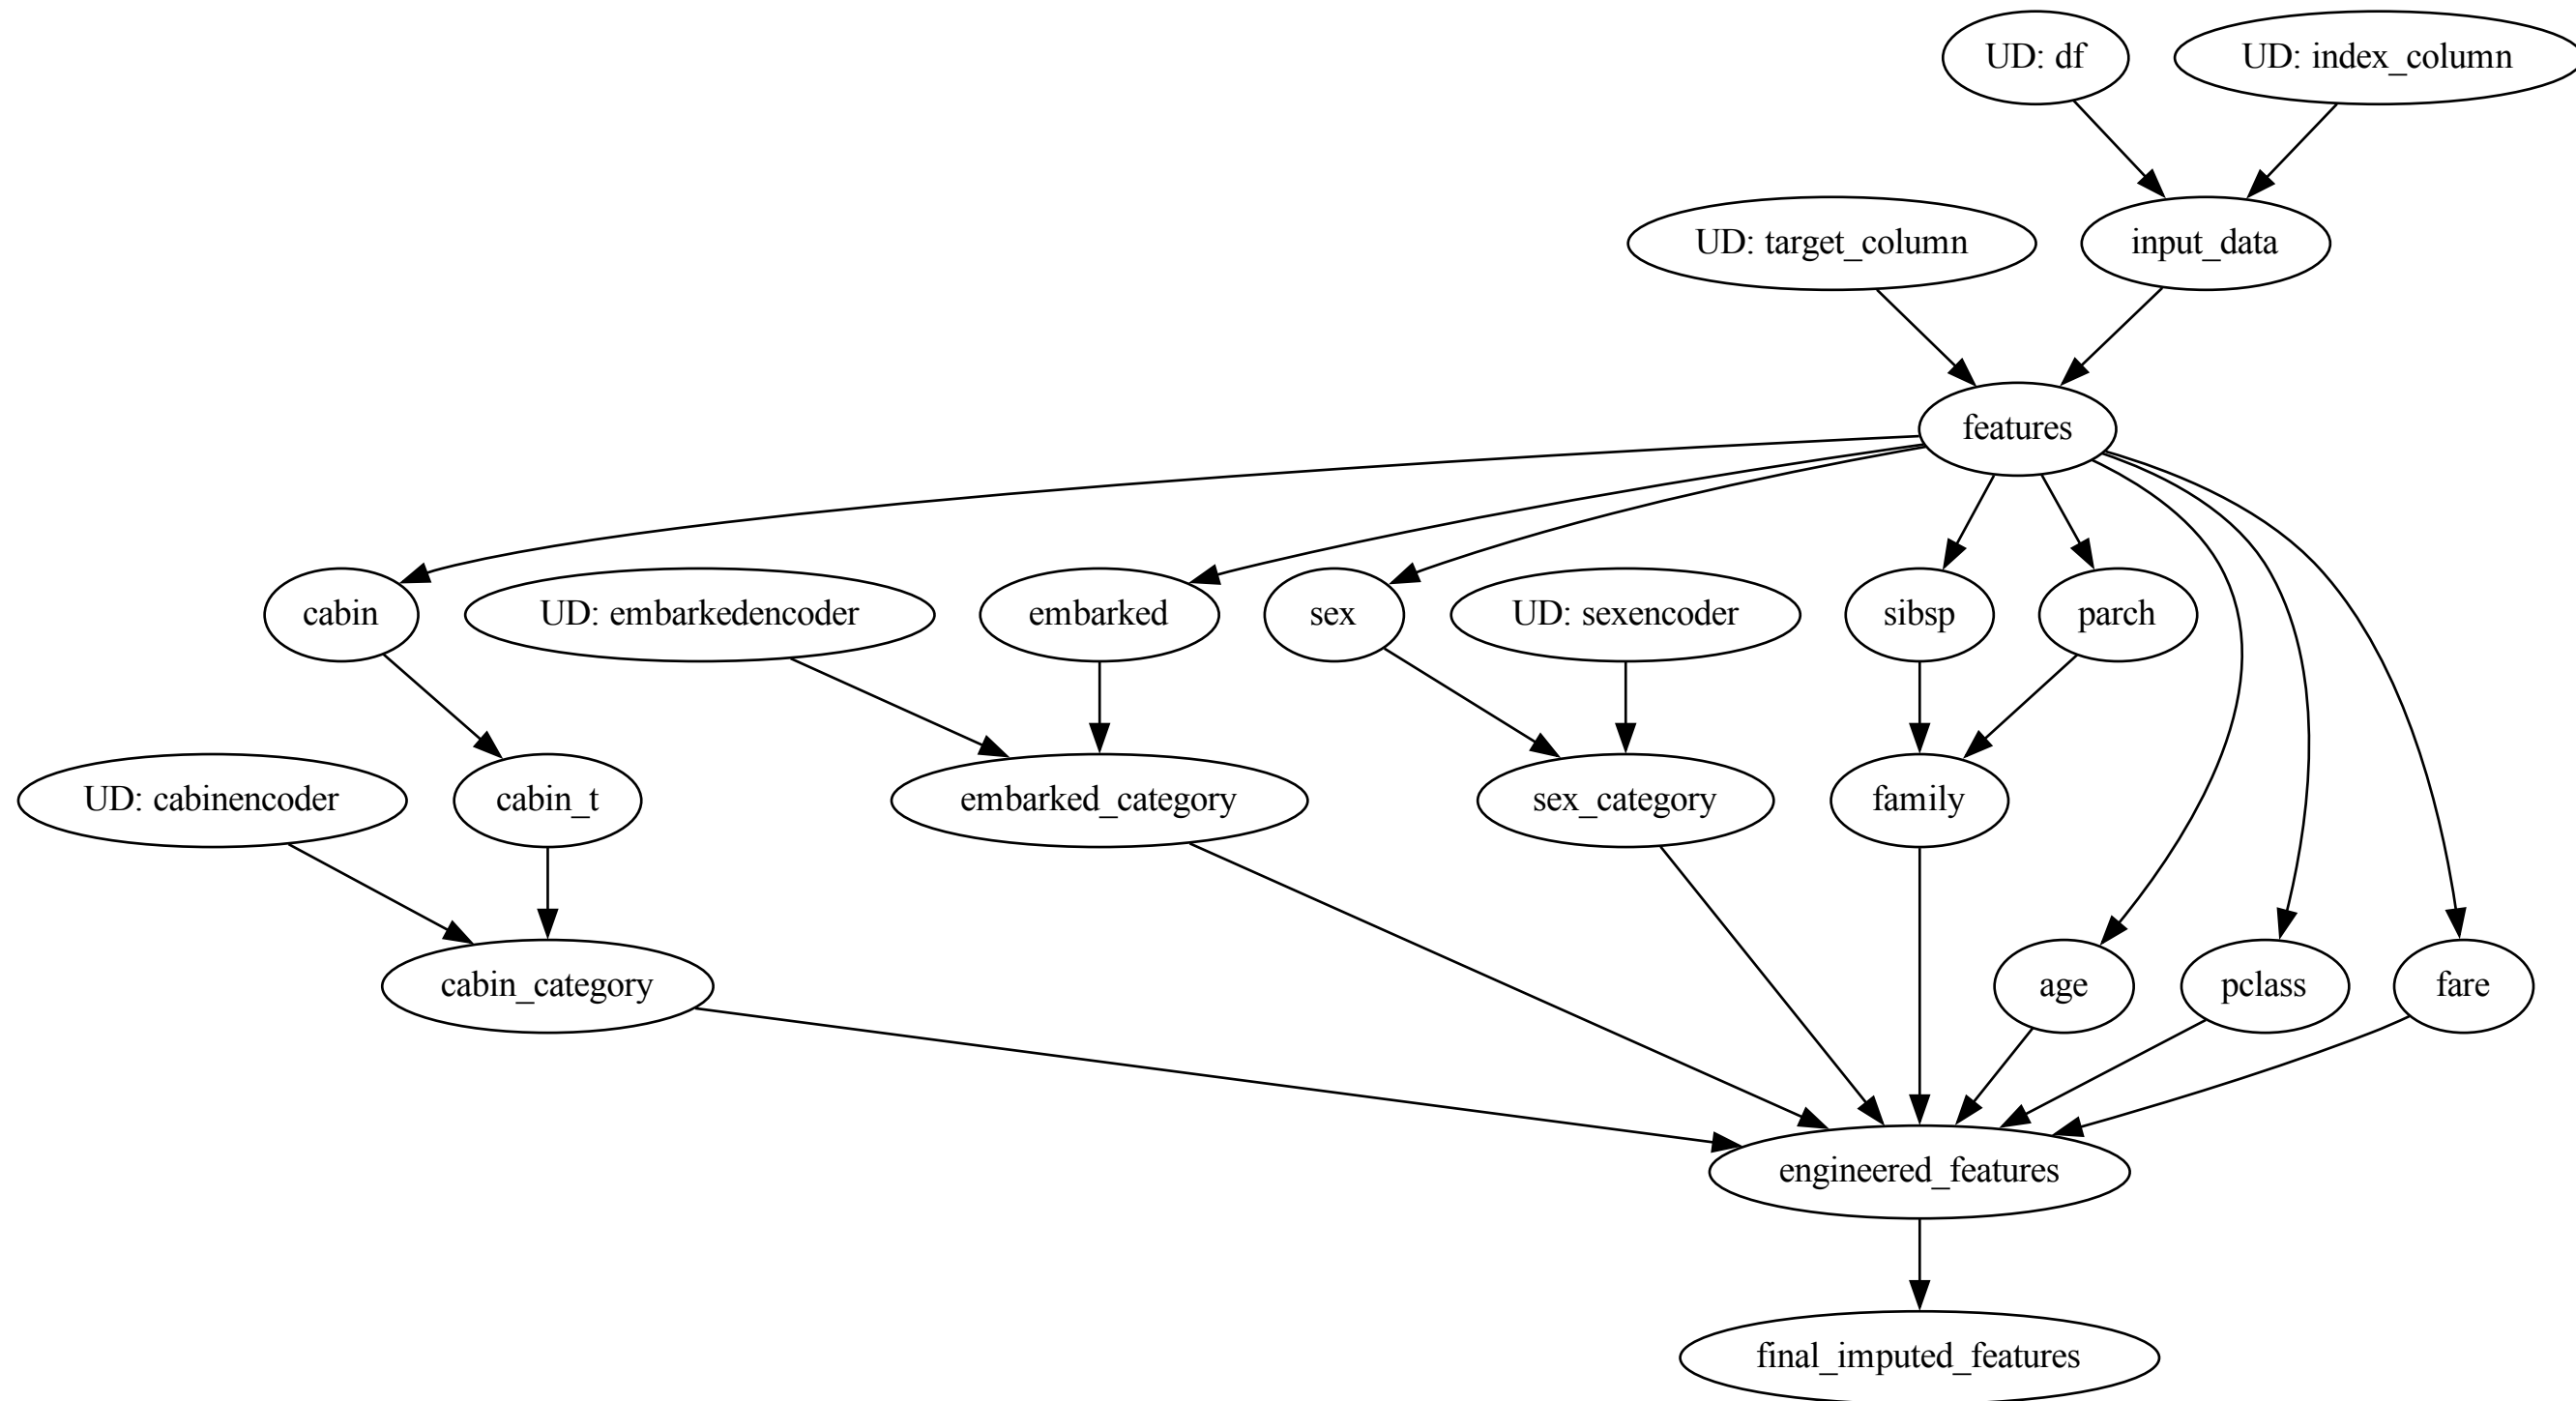 UD: df
UD: index_column
UD: target_column
input_data
features
cabin
UD: embarkedencoder
embarked
sex
UD: sexencoder
sibsp
parch
UD: cabinencoder
cabin_t
embarked_category
sex_category
family
cabin_category
age
pclass
fare
engineered_features
final_imputed_features